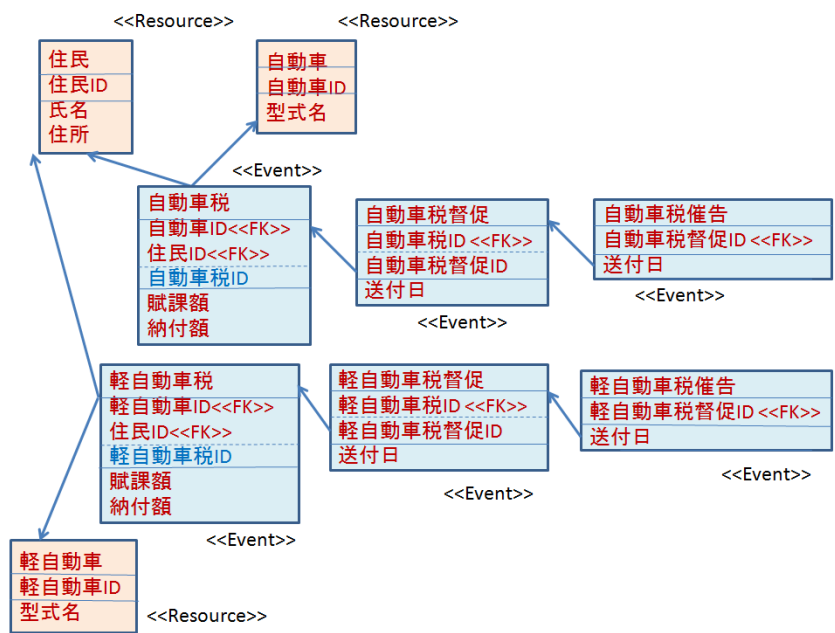 <<Resource>>
<<Resource>>
住民
住民ID
氏名
住所
自動車
自動車ID
型式名
<<Event>>
自動車税
自動車ID<<FK>>
住民ID<<FK>>
自動車税ID
賦課額
納付額
自動車税督促
自動車税ID <<FK>>
自動車税督促ID
送付日
<<Event>>
自動車税催告
自動車税督促ID <<FK>>
送付日
<<Event>>
軽自動車税
軽自動車ID<<FK>>
住民ID<<FK>>
軽自動車税ID
賦課額
納付額
<<Event>>
軽自動車税督促
軽自動車税ID <<FK>>
軽自動車税督促ID
送付日
<<Event>>
軽自動車税催告
軽自動車税督促ID <<FK>>
送付日
<<Event>>
軽自動車
軽自動車ID
型式名
<<Resource>>